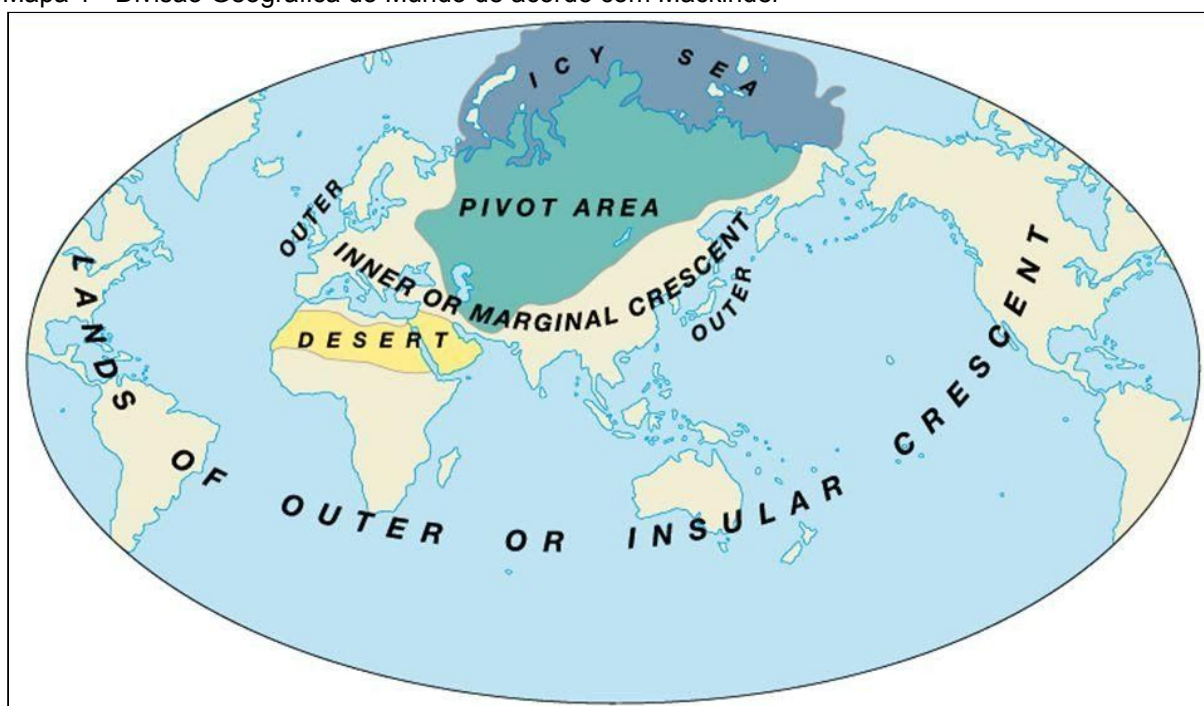 Mapa - Divisão Geográfica do Mundo de acordo com Mackinder
ICY SEA
PIVOT AREA
OUTER
INNER OR MARGINAL CRESCENT
OUTER
DESERT
LANDS OF OUTER OR INSULAR CRESCENT